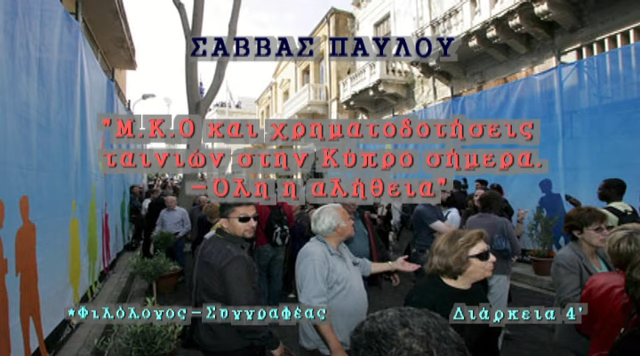 ΣΑΒΒΑΣ ΠΑΥΛΟΥ
"Μ.Κ.Ο και χρηματοδοτήσεις
ταινιών στην Κύπρο σήμερα.
-Όλη η αλήθεια"
*Φιλόλογος-Συγγραφέας
Διάρκεια 4'